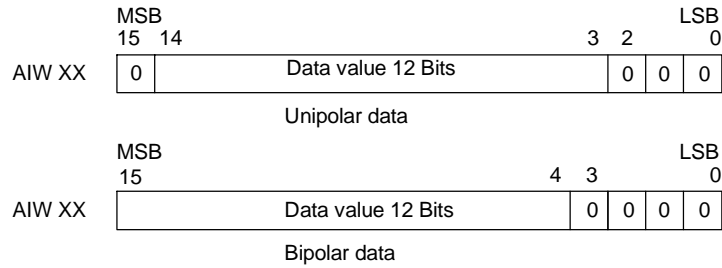 MSB LSB
15 14 3 2 0
AIW XX 0 Data value 12 Bits 0 0 0
Unipolar data
MSB LSB
15 4 3 0
AIW XX Data value 12 Bits 0 0 0 0
Bipolar data